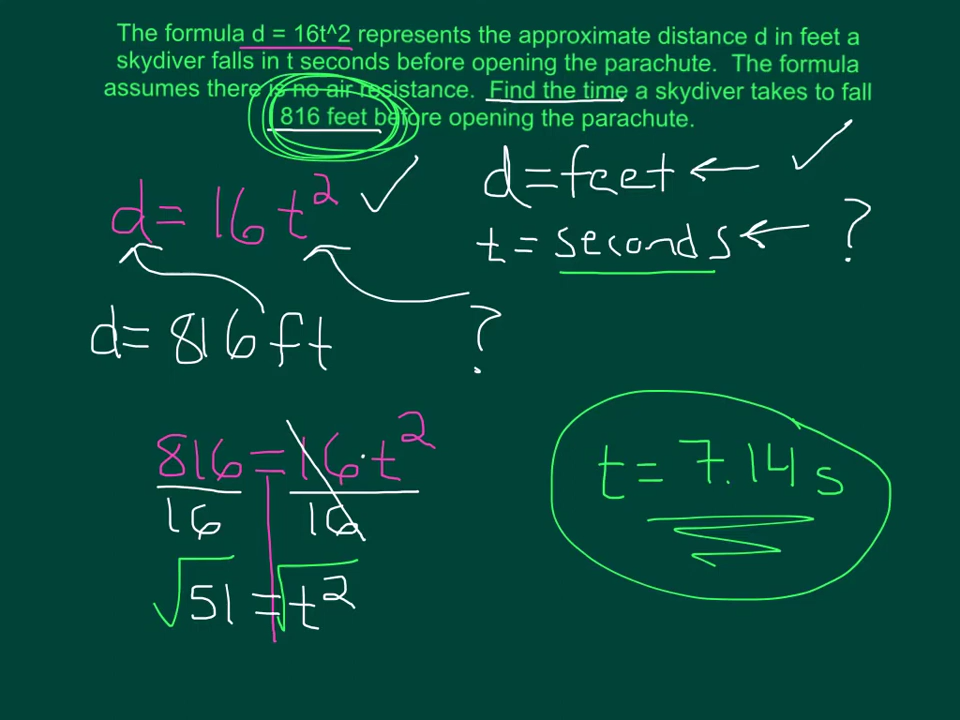 The formula d = 16t^2 represents the approximate distance d in feet a
skydiver falls in t seconds before opening the parachute. The formula
assumes there is no air resistance. Find the time a skydiver takes to fall
816 feet before opening the parachute.
d = 16t² ✓
d = feet ← ✓
t = seconds ← ?
d = 816 ft
?
816 = 16·t²
16 16
√51 = √t²
t = 7.14 s